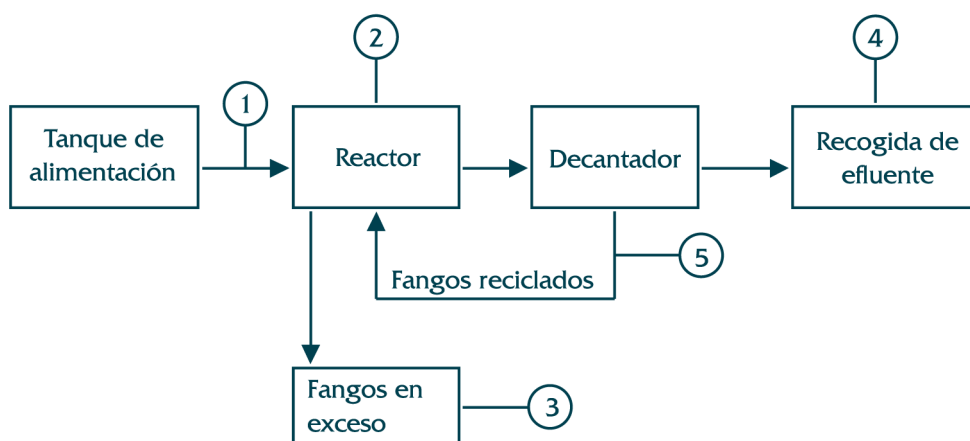 2
4
1
Tanque de
alimentación
Reactor
Decantador
Recogida de
efluente
5
Fangos reciclados
Fangos en
exceso
3